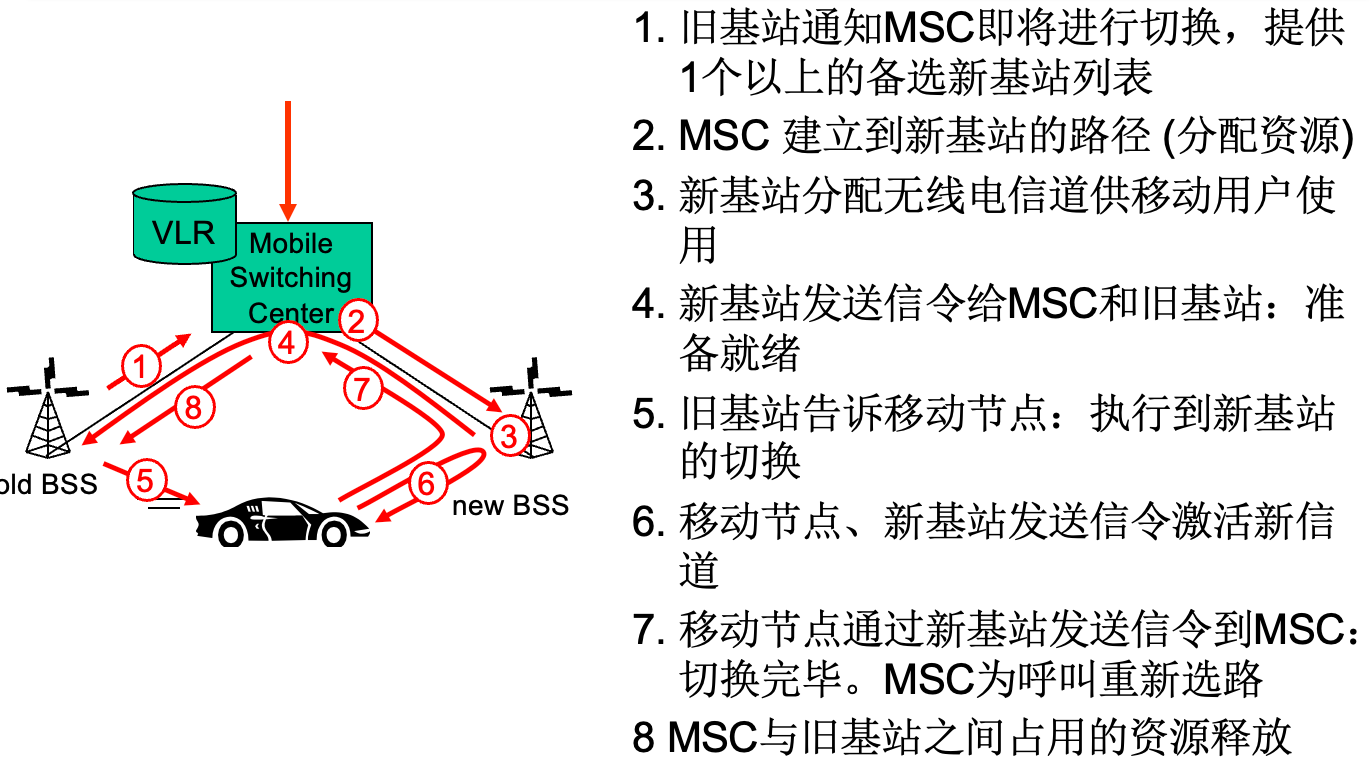 1. 旧基站通知MSC即将进行切换，提供
1个以上的备选新基站列表
2. MSC 建立到新基站的路径 (分配资源)
3. 新基站分配无线电信道供移动用户使
用
4. 新基站发送信令给MSC和旧基站：准
备就绪
5. 旧基站告诉移动节点：执行到新基站
的切换
6. 移动节点、新基站发送信令激活新信
道
7. 移动节点通过新基站发送信令到MSC：
切换完毕。MSC为呼叫重新选路
8 MSC与旧基站之间占用的资源释放
VLR
Mobile
Switching
Center
2
4
1
7
8
3
5
6
old BSS
new BSS